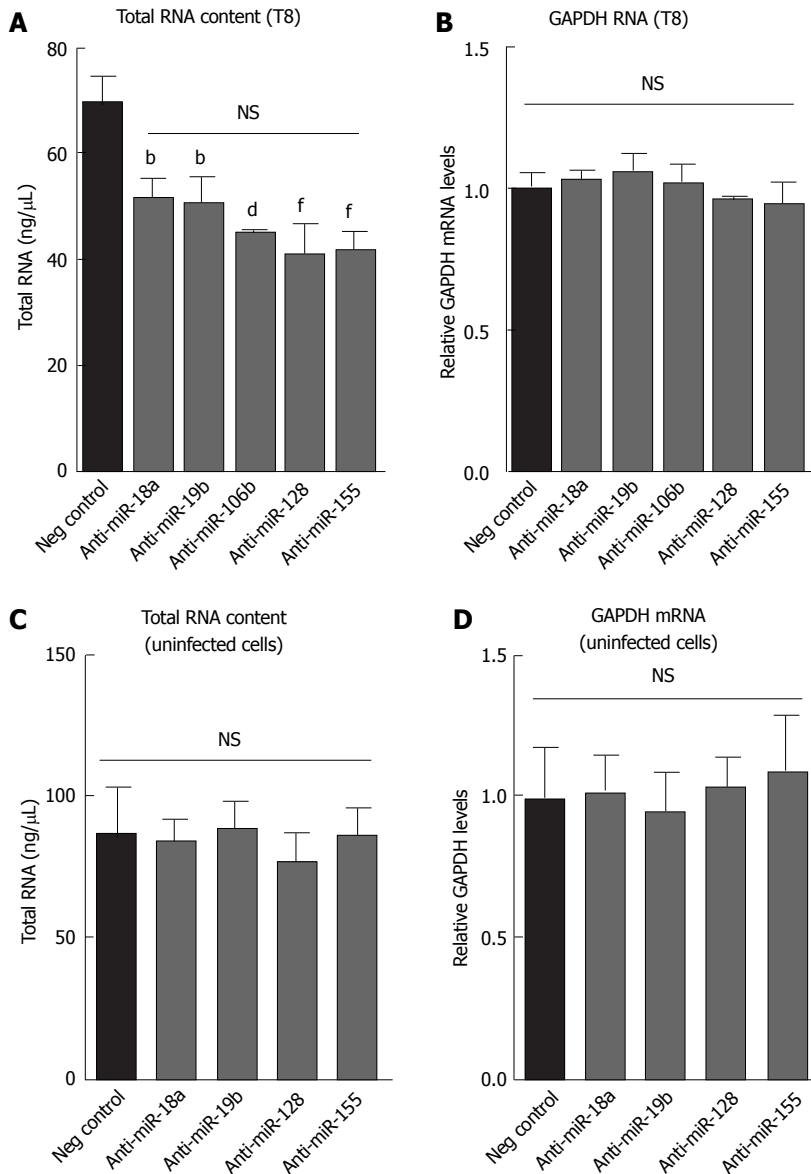 A
Total RNA content (T8)
80
60
40
20
0
Total RNA (ng/μL)
NS
b
b
d
f
f
Neg control
Anti-miR-18a
Anti-miR-19b
Anti-miR-106b
Anti-miR-128
Anti-miR-155
B
GAPDH RNA (T8)
1.5
1.0
0.5
0.0
Relative GAPDH mRNA levels
NS
Neg control
Anti-miR-18a
Anti-miR-19b
Anti-miR-106b
Anti-miR-128
Anti-miR-155
C
Total RNA content
(uninfected cells)
150
100
50
0
Total RNA (ng/μL)
NS
Neg control
Anti-miR-18a
Anti-miR-19b
Anti-miR-128
Anti-miR-155
D
GAPDH mRNA
(uninfected cells)
1.5
1.0
0.5
0.0
Relative GAPDH levels
NS
Neg control
Anti-miR-18a
Anti-miR-19b
Anti-miR-128
Anti-miR-155